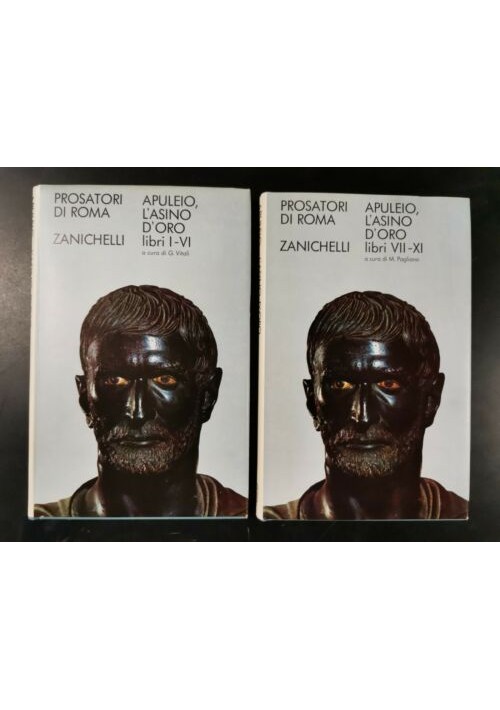 PROSATORI
DI ROMA
ZANICHELLI
APULEIO,
L'ASINO
D'ORO
libri I-VI
a cura di G. Vitali
PROSATORI
DI ROMA
ZANICHELLI
APULEIO,
L'ASINO
D'ORO
libri VII-XI
a cura di M. Pagliano